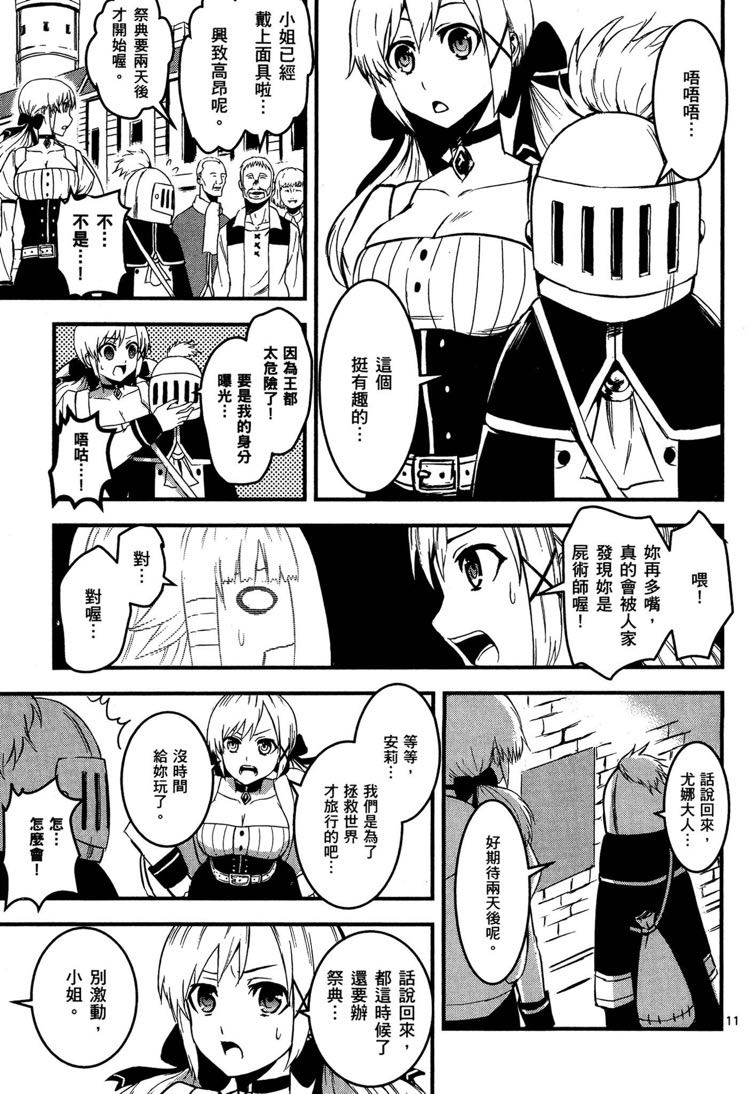 唔唔唔…
這個
挺有趣的…
小姐已經
戴上面具啦…
興致高昂呢。
祭典要兩天後
才開始喔。
不…
不是…！
因為王都
太危險了！
要是我的身分
曝光…
唔咕…！
喂！
妳再多嘴，
真的會被人家
發現妳是
屍術師喔！
對…
對喔…
話說回來，
尤娜大人…
好期待兩天後呢。
等等，
安莉…
我們是為了
拯救世界
才旅行的吧…
沒時間
給妳玩了。
怎…
怎麼會！
話說回來，
都這時候了
還要辦
祭典…
別激動，
小姐。
11